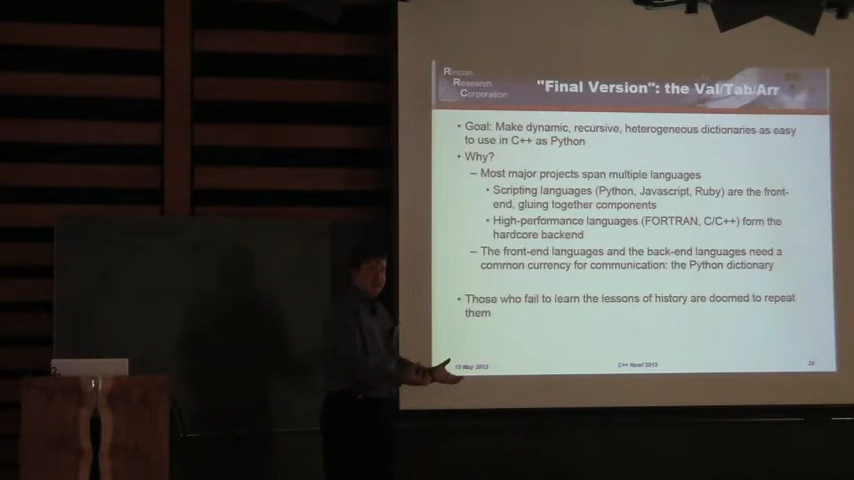 Rincon
Research
Corporation
"Final Version": the Val/Tab/Arr
• Goal: Make dynamic, recursive, heterogeneous dictionaries as easy
to use in C++ as Python
• Why?
– Most major projects span multiple languages
• Scripting languages (Python, Javascript, Ruby) are the front-
end, gluing together components
• High-performance languages (FORTRAN, C/C++) form the
hardcore backend
– The front-end languages and the back-end languages need a
common currency for communication: the Python dictionary
• Those who fail to learn the lessons of history are doomed to repeat
them
C++ Now! 2013